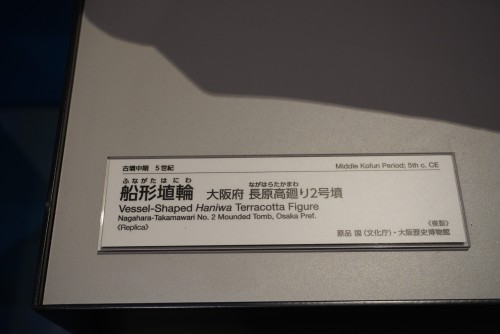 古墳中期　5世紀
Middle Kofun Period; 5th c. CE
ふながたはにわ
ながはらたかまわ
船形埴輪　大阪府 長原高廻り2号墳
Vessel-Shaped Haniwa Terracotta Figure
Nagahara-Takamawari No. 2 Mounded Tomb, Osaka Pref.
《Replica》
《複製》
原品 国（文化庁）・大阪歴史博物館